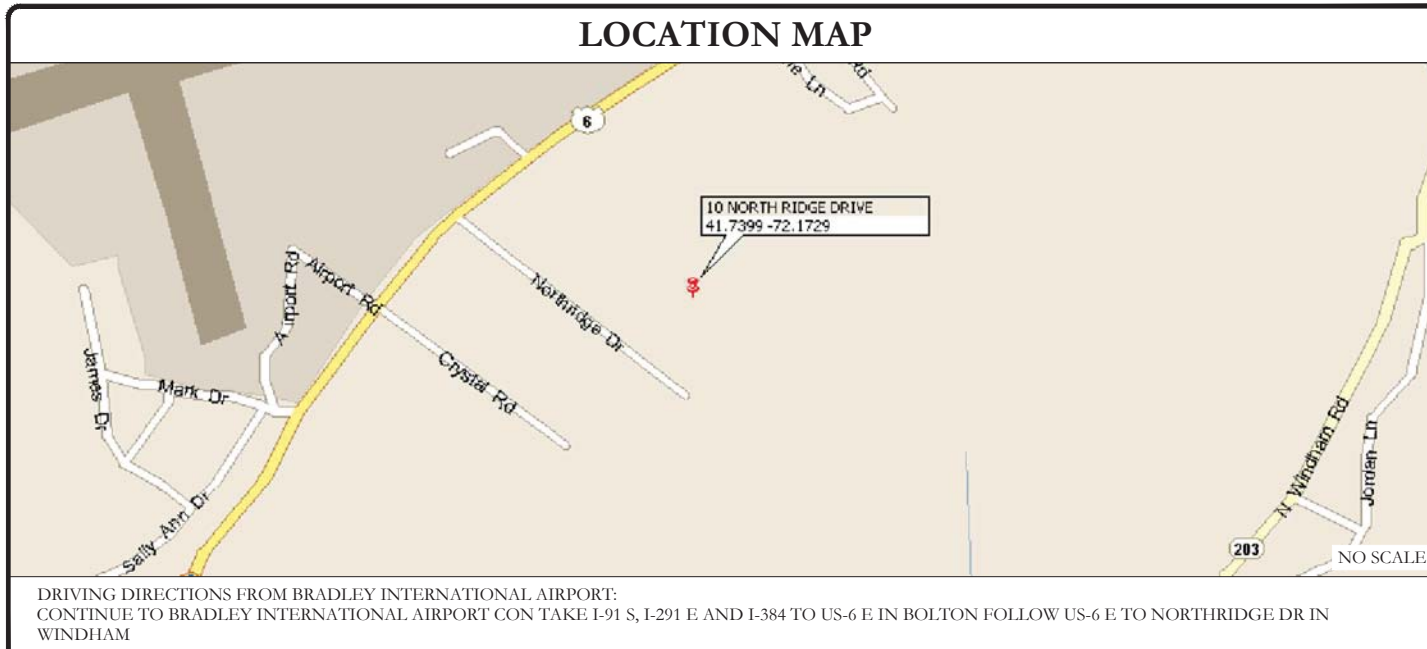 LOCATION MAP
Rd
Ln
6
10 NORTH RIDGE DRIVE
41.7399 -72.1729
Airport Rd
Airport Rd
Northridge Dr
Crystal Rd
James Dr
Mark Dr
Sally Ann Dr
N Windham Rd
Jordan Ln
203
NO SCALE
DRIVING DIRECTIONS FROM BRADLEY INTERNATIONAL AIRPORT:
CONTINUE TO BRADLEY INTERNATIONAL AIRPORT CON TAKE I-91 S, I-291 E AND I-384 TO US-6 E IN BOLTON FOLLOW US-6 E TO NORTHRIDGE DR IN
WINDHAM